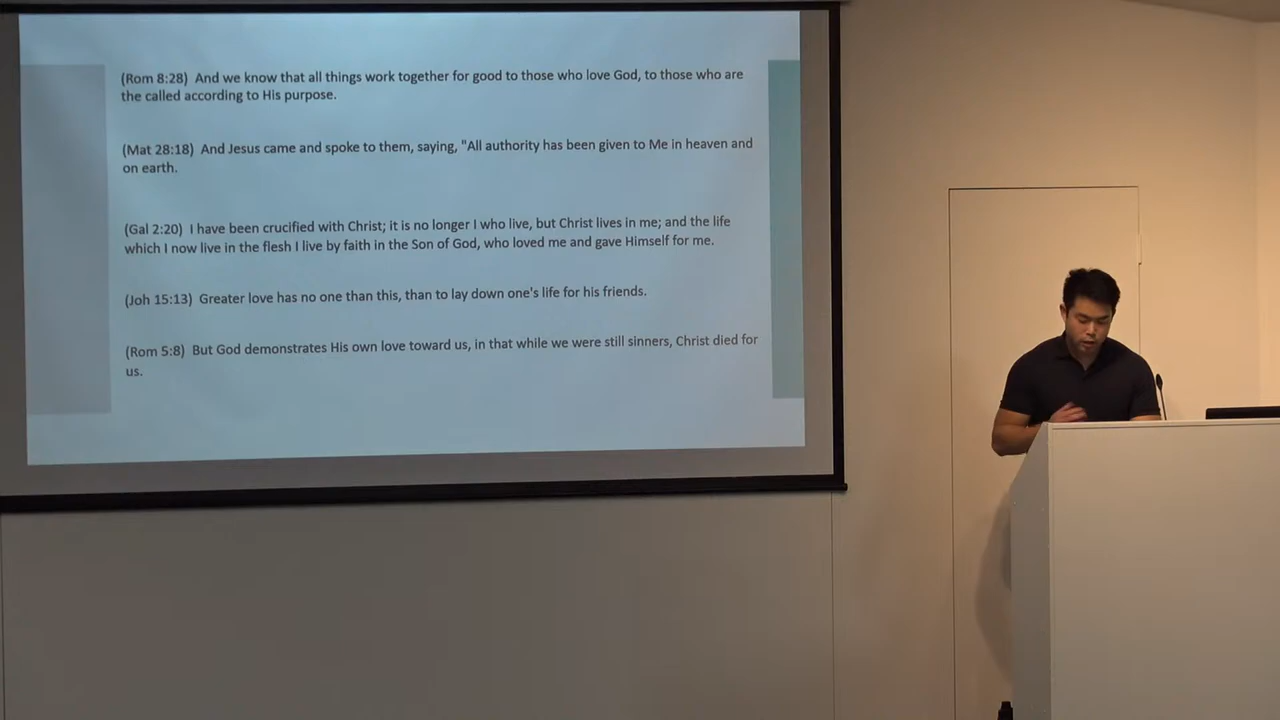 (Rom 8:28)  And we know that all things work together for good to those who love God, to those who are
the called according to His purpose.
(Mat 28:18)  And Jesus came and spoke to them, saying, "All authority has been given to Me in heaven and
on earth.
(Gal 2:20)  I have been crucified with Christ; it is no longer I who live, but Christ lives in me; and the life
which I now live in the flesh I live by faith in the Son of God, who loved me and gave Himself for me.
(Joh 15:13)  Greater love has no one than this, than to lay down one's life for his friends.
(Rom 5:8)  But God demonstrates His own love toward us, in that while we were still sinners, Christ died for
us.